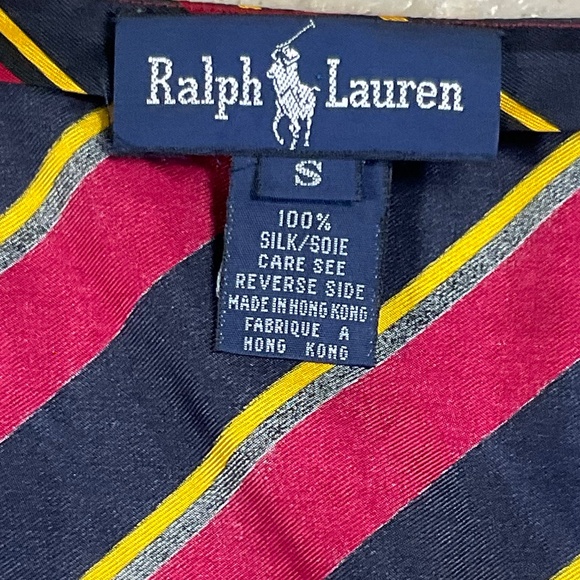 Ralph Lauren
S
100%
SILK/SOIE
CARE SEE
REVERSE SIDE
MADE IN HONG KONG
FABRIQUE A
HONG KONG